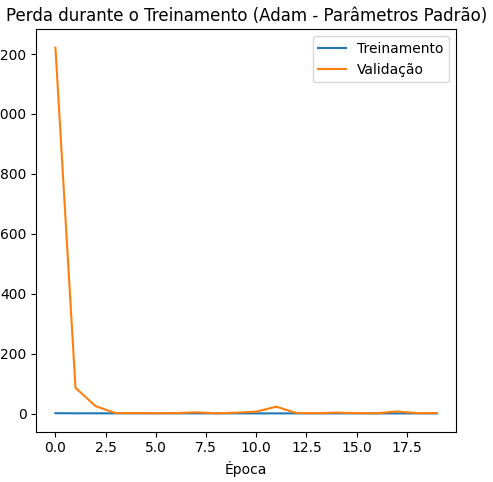 Perda durante o Treinamento (Adam - Parâmetros Padrão)
Treinamento
Validação
200
000
800
600
400
200
0
0.0 2.5 5.0 7.5 10.0 12.5 15.0 17.5
Época